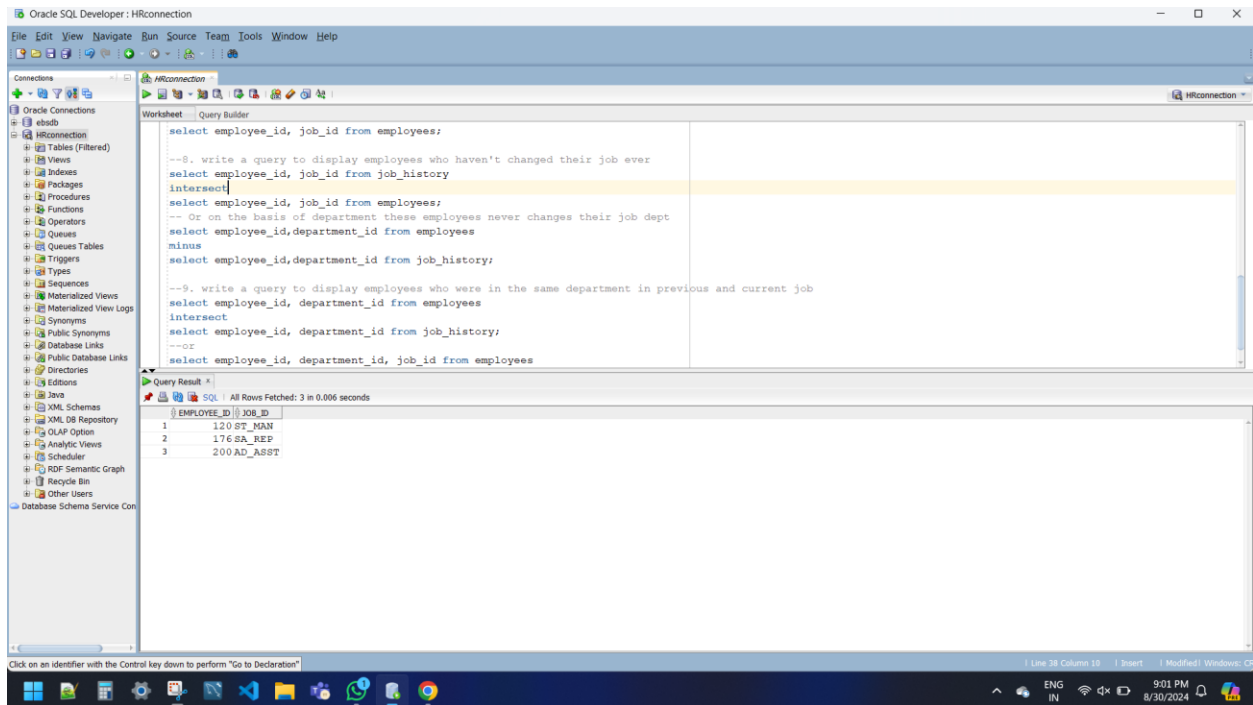 Oracle SQL Developer : HRconnection
File Edit View Navigate Run Source Team Tools Window Help
Connections
HRconnection
HRconnection
Oracle Connections
ebsdb
HRconnection
Tables (Filtered)
Views
Indexes
Packages
Procedures
Functions
Operators
Queues
Queues Tables
Triggers
Types
Sequences
Materialized Views
Materialized View Logs
Synonyms
Public Synonyms
Database Links
Public Database Links
Directories
Editions
Java
XML Schemas
XML DB Repository
OLAP Option
Analytic Views
Scheduler
RDF Semantic Graph
Recycle Bin
Other Users
Database Schema Service Con
Worksheet Query Builder
select employee_id, job_id from employees;
--8. write a query to display employees who haven't changed their job ever
select employee_id, job_id from job_history
intersect
select employee_id, job_id from employees;
-- Or on the basis of department these employees never changes their job dept
select employee_id,department_id from employees
minus
select employee_id,department_id from job_history;
--9. write a query to display employees who were in the same department in previous and current job
select employee_id, department_id from employees
intersect
select employee_id, department_id from job_history;
--or
select employee_id, department_id, job_id from employees
Query Result
SQL | All Rows Fetched: 3 in 0.006 seconds
EMPLOYEE_ID JOB_ID
1 120 ST_MAN
2 176 SA_REP
3 200 AD_ASST
Click on an identifier with the Control key down to perform "Go to Declaration"
Line 38 Column 10 | Insert | Modified | Windows: CR
ENG
IN
9:01 PM
8/30/2024